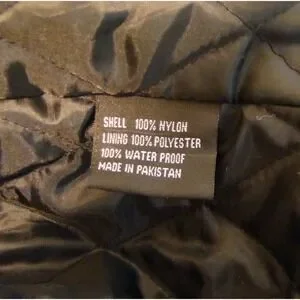 SHELL 100% NYLON
LINING 100% POLYESTER
100% WATER PROOF
MADE IN PAKISTAN